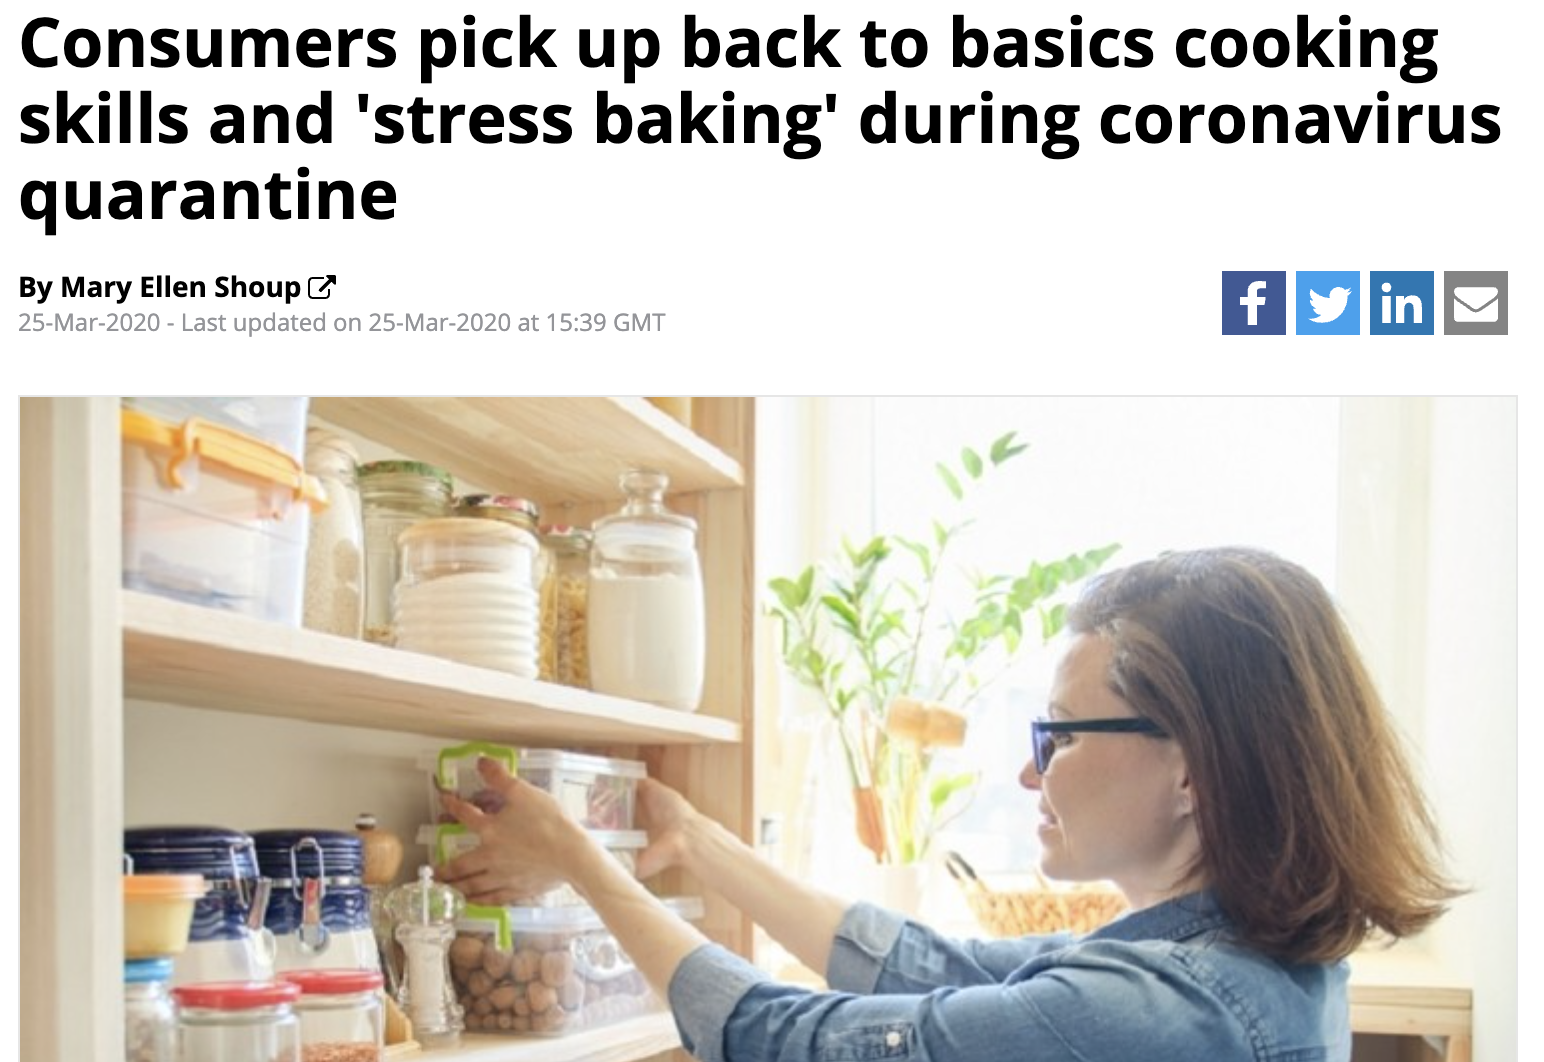 Consumers pick up back to basics cooking
skills and 'stress baking' during coronavirus
quarantine
By Mary Ellen Shoup
25-Mar-2020 - Last updated on 25-Mar-2020 at 15:39 GMT
f
in